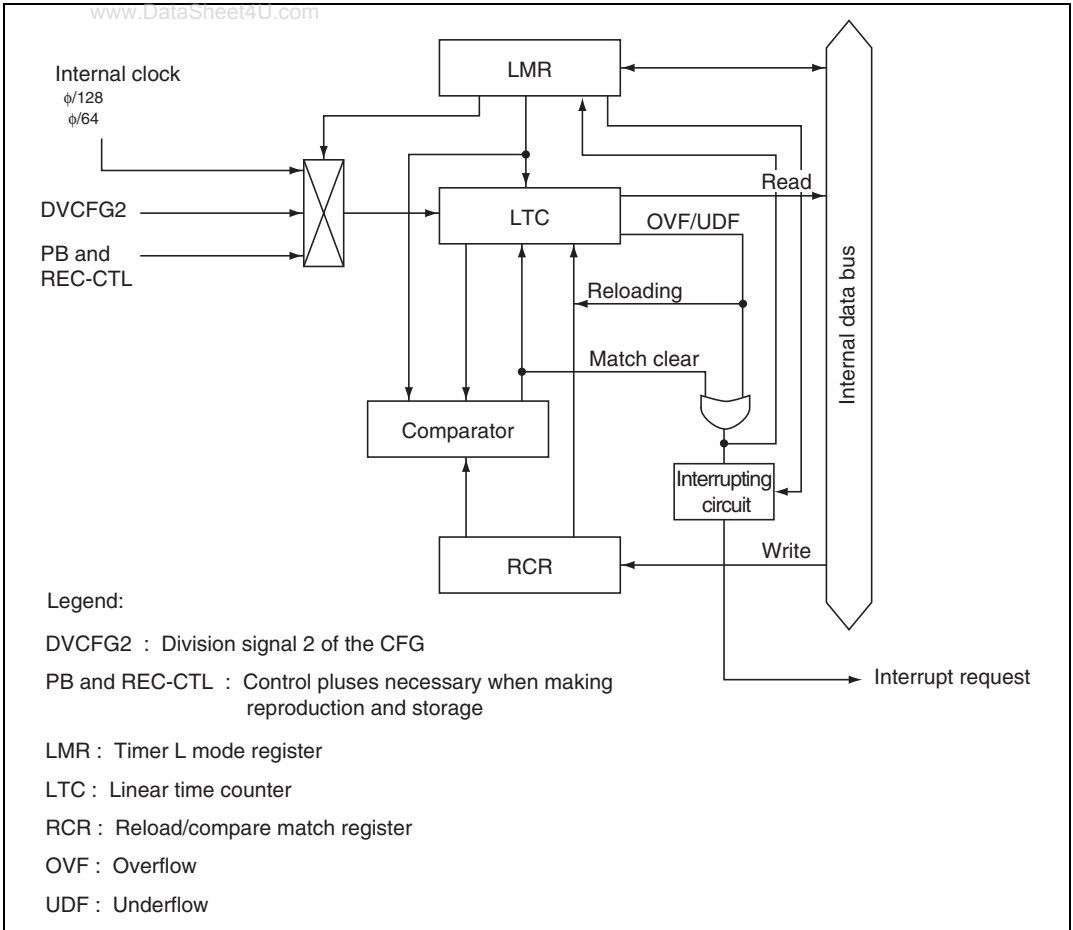 www.DataSheet4U.com
Internal clock
ϕ/128
ϕ/64
DVCFG2
PB and
REC-CTL
LMR
LTC
Read
OVF/UDF
Reloading
Match clear
Comparator
Interrupting
circuit
RCR
Write
Internal data bus
Interrupt request
Legend:
DVCFG2 : Division signal 2 of the CFG
PB and REC-CTL : Control pluses necessary when making
reproduction and storage
LMR : Timer L mode register
LTC : Linear time counter
RCR : Reload/compare match register
OVF : Overflow
UDF : Underflow